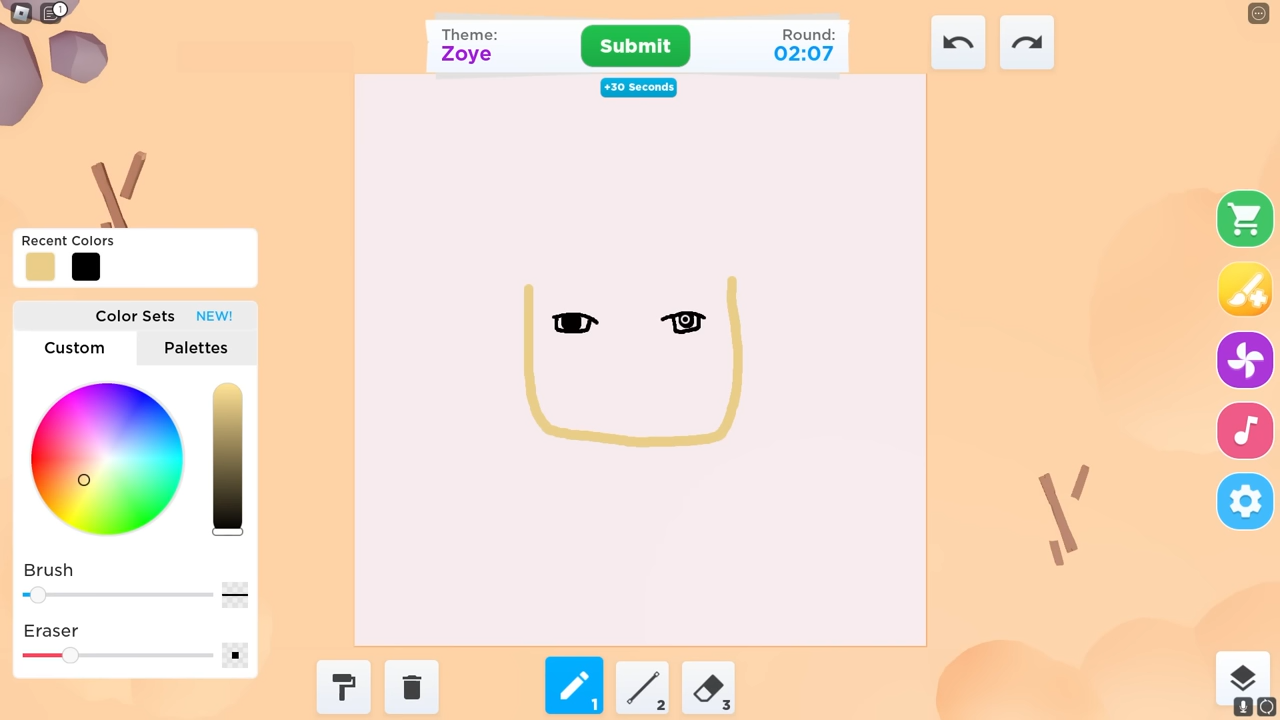 1
Theme:
Zoye
Submit
Round:
02:07
+30 Seconds
Recent Colors
Color Sets NEW!
Custom Palettes
Brush
Eraser
1 2 3